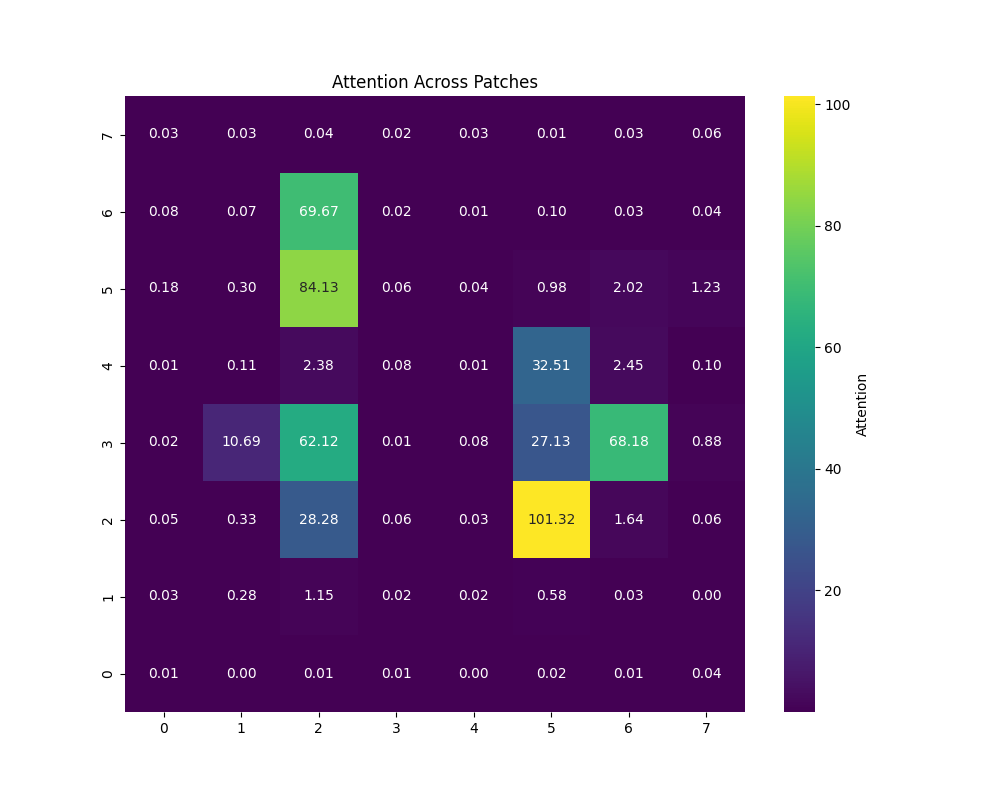 Attention Across Patches
7 0.03 0.03 0.04 0.02 0.03 0.01 0.03 0.06
6 0.08 0.07 69.67 0.02 0.01 0.10 0.03 0.04
5 0.18 0.30 84.13 0.06 0.04 0.98 2.02 1.23
4 0.01 0.11 2.38 0.08 0.01 32.51 2.45 0.10
3 0.02 10.69 62.12 0.01 0.08 27.13 68.18 0.88
2 0.05 0.33 28.28 0.06 0.03 101.32 1.64 0.06
1 0.03 0.28 1.15 0.02 0.02 0.58 0.03 0.00
0 0.01 0.00 0.01 0.01 0.00 0.02 0.01 0.04
0 1 2 3 4 5 6 7
100
80
60
40
20
Attention